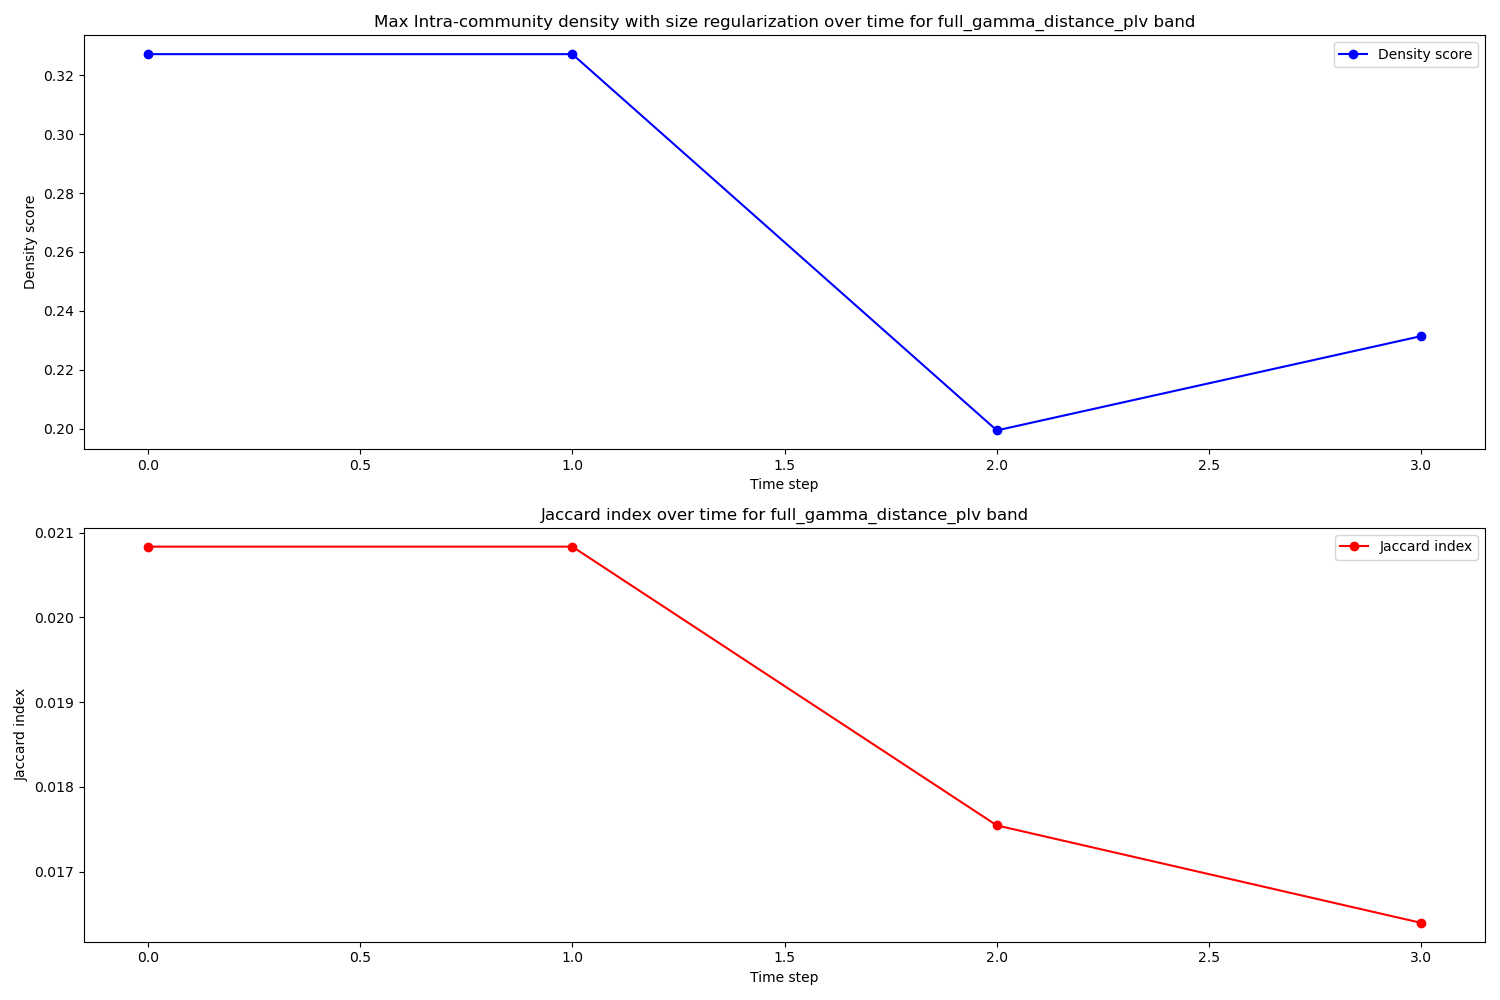 Max Intra-community density with size regularization over time for full_gamma_distance_plv band
Density score
0.32
0.30
0.28
0.26
0.24
0.22
0.20
Density score
0.0 0.5 1.0 1.5 2.0 2.5 3.0
Time step
Jaccard index over time for full_gamma_distance_plv band
Jaccard index
0.021
0.020
0.019
0.018
0.017
Jaccard index
0.0 0.5 1.0 1.5 2.0 2.5 3.0
Time step